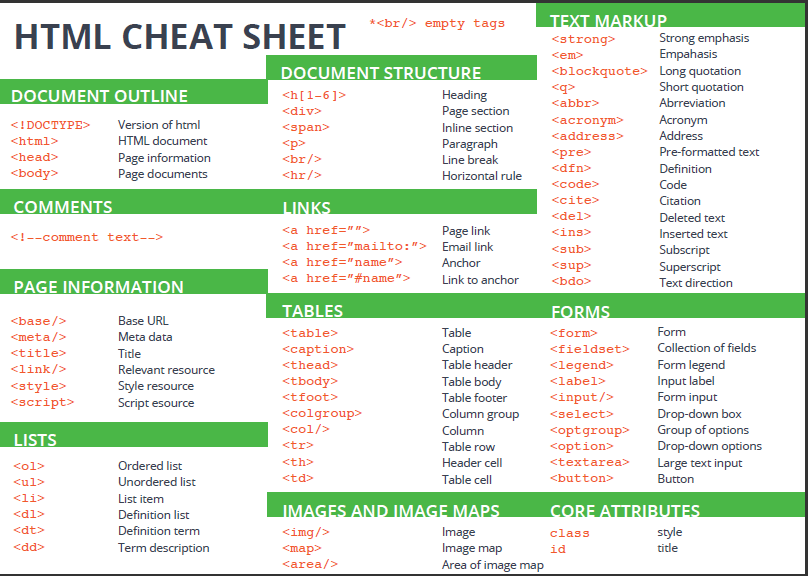 HTML CHEAT SHEET
*<br/> empty tags
DOCUMENT OUTLINE
<!DOCTYPE> Version of html
<html> HTML document
<head> Page information
<body> Page documents
COMMENTS
<!--comment text-->
PAGE INFORMATION
<base/> Base URL
<meta/> Meta data
<title> Title
<link/> Relevant resource
<style> Style resource
<script> Script esource
LISTS
<ol> Ordered list
<ul> Unordered list
<li> List item
<dl> Definition list
<dt> Definition term
<dd> Term description
DOCUMENT STRUCTURE
<h[1-6]> Heading
<div> Page section
<span> Inline section
<p> Paragraph
<br/> Line break
<hr/> Horizontal rule
LINKS
<a href=””> Page link
<a href=”mailto:”> Email link
<a href=”name”> Anchor
<a href=”#name”> Link to anchor
TABLES
<table> Table
<caption> Caption
<thead> Table header
<tbody> Table body
<tfoot> Table footer
<colgroup> Column group
<col/> Column
<tr> Table row
<th> Header cell
<td> Table cell
IMAGES AND IMAGE MAPS
<img/> Image
<map> Image map
<area/> Area of image map
TEXT MARKUP
<strong> Strong emphasis
<em> Empahasis
<blockquote> Long quotation
<q> Short quotation
<abbr> Abrreviation
<acronym> Acronym
<address> Address
<pre> Pre-formatted text
<dfn> Definition
<code> Code
<cite> Citation
<del> Deleted text
<ins> Inserted text
<sub> Subscript
<sup> Superscript
<bdo> Text direction
FORMS
<form> Form
<fieldset> Collection of fields
<legend> Form legend
<label> Input label
<input/> Form input
<select> Drop-down box
<optgroup> Group of options
<option> Drop-down options
<textarea> Large text input
<button> Button
CORE ATTRIBUTES
class style
id title